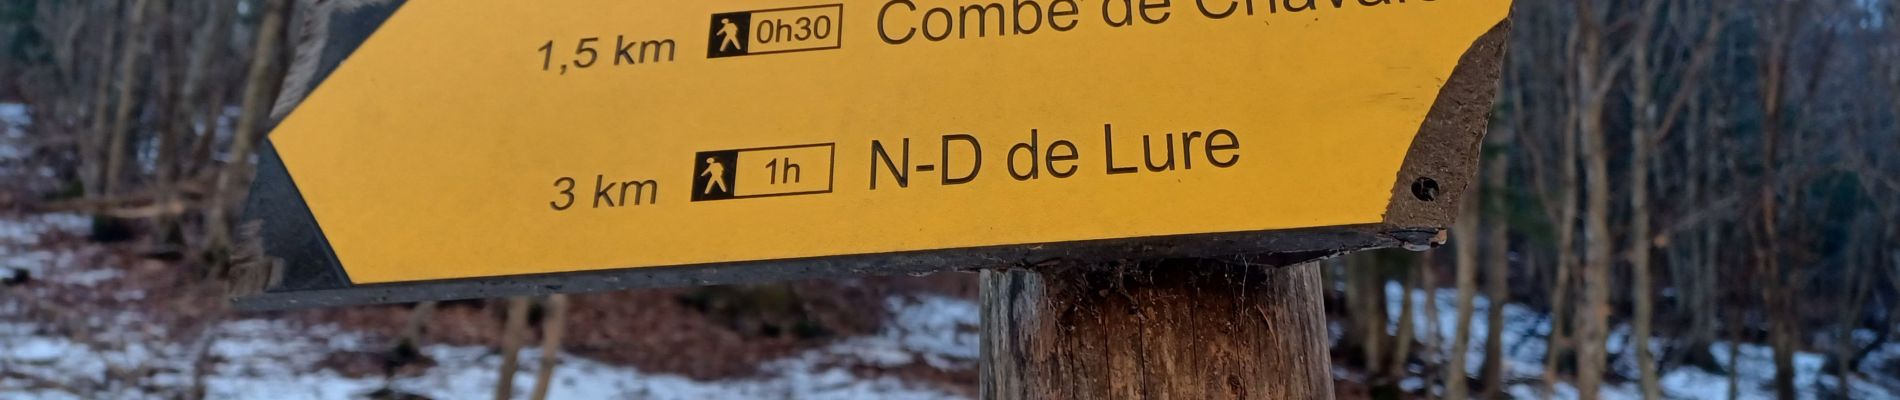 1,5 km 0h30 Combe de
3 km 1h N-D de Lure